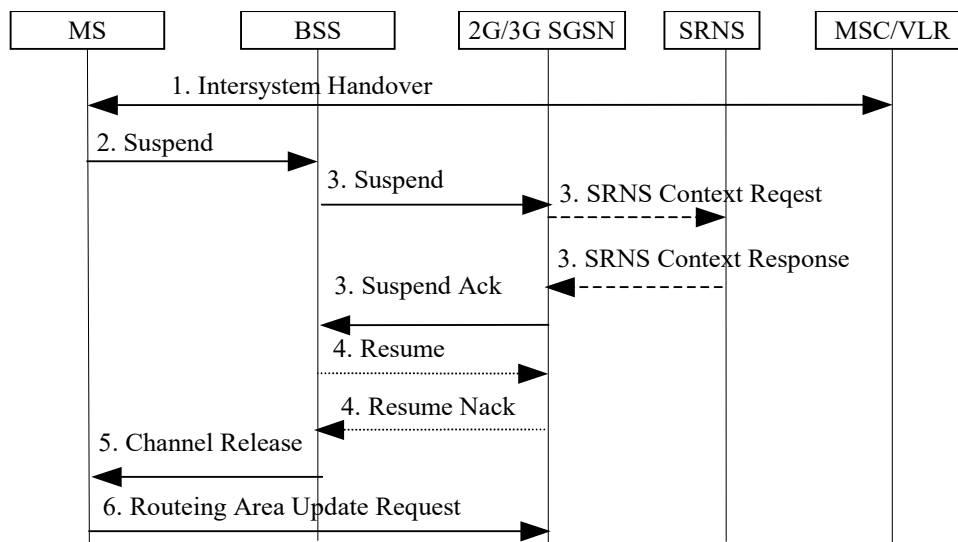 MS
BSS
2G/3G SGSN
SRNS
MSC/VLR
1. Intersystem Handover
2. Suspend
3. Suspend
3. SRNS Context Reqest
3. SRNS Context Response
3. Suspend Ack
4. Resume
4. Resume Nack
5. Channel Release
6. Routeing Area Update Request